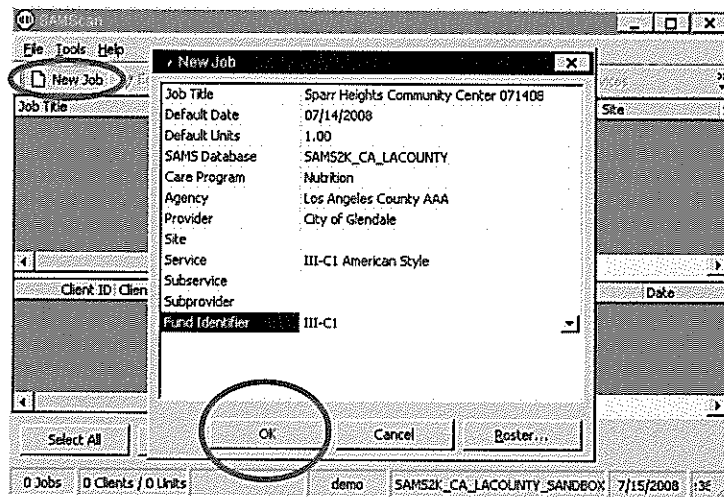 SAMScan
File Tools Help
New Job
Job Title
Site
New Job
Job Title Sparr Heights Community Center 071408
Default Date 07/14/2008
Default Units 1.00
SAMS Database SAMS2K_CA_LACOUNTY
Care Program Nutrition
Agency Los Angeles County AAA
Provider City of Glendale
Site
Service III-C1 American Style
Subservice
Subprovider
Fund Identifier III-C1
Client ID Clien
Date
Select All
OK Cancel Roster...
0 Jobs 0 Clients / 0 Units demo SAMS2K_CA_LACOUNTY_SANDBOX 7/15/2008